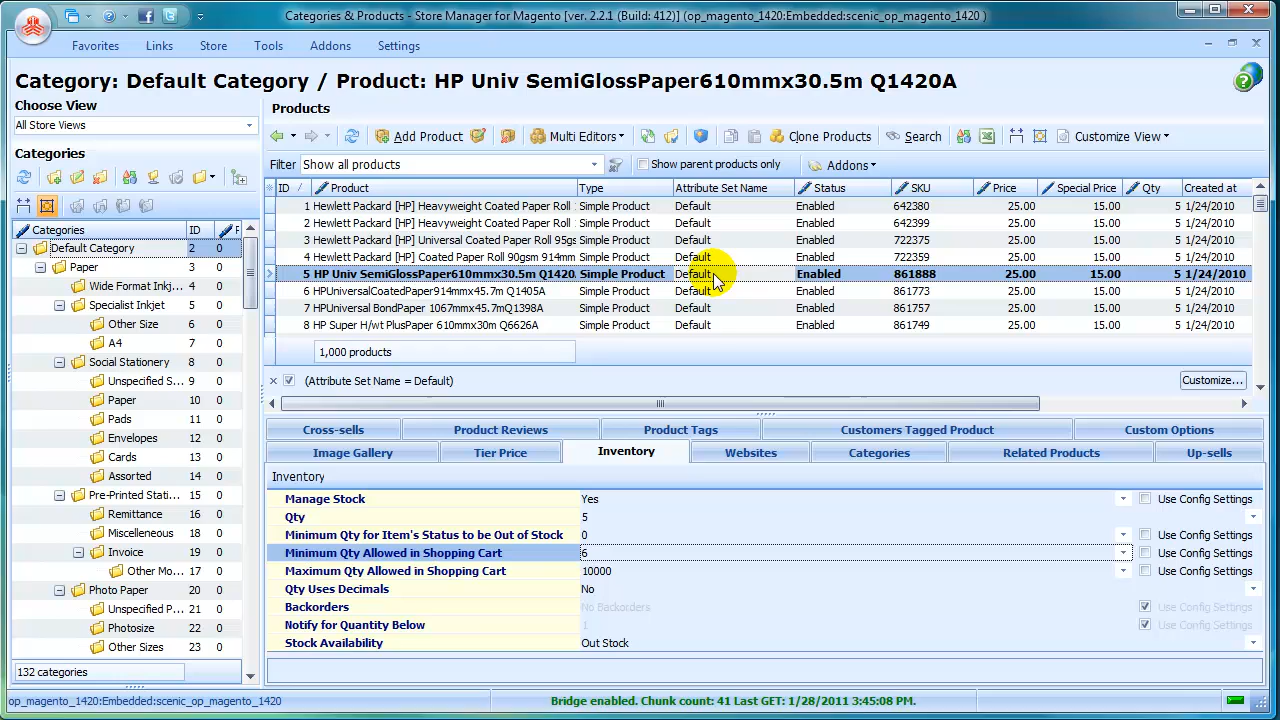 Categories & Products - Store Manager for Magento [ver. 2.2.1 (Build: 412)] (op_magento_1420:Embedded:scenic_op_magento_1420 )
Favorites Links Store Tools Addons Settings
Category: Default Category / Product: HP Univ SemiGlossPaper610mmx30.5m Q1420A
Choose View
All Store Views
Categories
Categories ID
Default Category 2 0
Paper 3 0
Wide Format Inkj... 4 0
Specialist Inkjet 5 0
Other Size 6 0
A4 7 0
Social Stationery 8 0
Unspecified S... 9 0
Paper 10 0
Pads 11 0
Envelopes 12 0
Cards 13 0
Assorted 14 0
Pre-Printed Stati... 15 0
Remittance 16 0
Miscelleneous 18 0
Invoice 19 0
Other Mo... 17 0
Photo Paper 20 0
Unspecified P... 21 0
Photosize 22 0
Other Sizes 23 0
132 categories
Products
Add Product Multi Editors Clone Products Search Customize View
Filter Show all products Show parent products only Addons
ID Product Type Attribute Set Name Status SKU Price Special Price Qty Created at
1 Hewlett Packard [HP] Heavyweight Coated Paper Roll Simple Product Default Enabled 642380 25.00 15.00 5 1/24/2010
2 Hewlett Packard [HP] Heavyweight Coated Paper Roll Simple Product Default Enabled 642399 25.00 15.00 5 1/24/2010
3 Hewlett Packard [HP] Universal Coated Paper Roll 95gs Simple Product Default Enabled 722375 25.00 15.00 5 1/24/2010
4 Hewlett Packard [HP] Coated Paper Roll 90gsm 914mm Simple Product Default Enabled 722359 25.00 15.00 5 1/24/2010
5 HP Univ SemiGlossPaper610mmx30.5m Q1420. Simple Product Default Enabled 861888 25.00 15.00 5 1/24/2010
6 HPUniversalCoatedPaper914mmx45.7m Q1405A Simple Product Default Enabled 861773 25.00 15.00 5 1/24/2010
7 HPUniversal BondPaper 1067mmx45.7mQ1398A Simple Product Default Enabled 861757 25.00 15.00 5 1/24/2010
8 HP Super H/wt PlusPaper 610mmx30m Q6626A Simple Product Default Enabled 861749 25.00 15.00 5 1/24/2010
1,000 products
(Attribute Set Name = Default) Customize...
Cross-sells Product Reviews Product Tags Customers Tagged Product Custom Options
Image Gallery Tier Price Inventory Websites Categories Related Products Up-sells
Inventory
Manage Stock Yes Use Config Settings
Qty 5
Minimum Qty for Item's Status to be Out of Stock 0 Use Config Settings
Minimum Qty Allowed in Shopping Cart 6 Use Config Settings
Maximum Qty Allowed in Shopping Cart 10000 Use Config Settings
Qty Uses Decimals No
Backorders No Backorders Use Config Settings
Notify for Quantity Below 1 Use Config Settings
Stock Availability Out Stock
op_magento_1420:Embedded:scenic_op_magento_1420 Bridge enabled. Chunk count: 41 Last GET: 1/28/2011 3:45:08 PM.